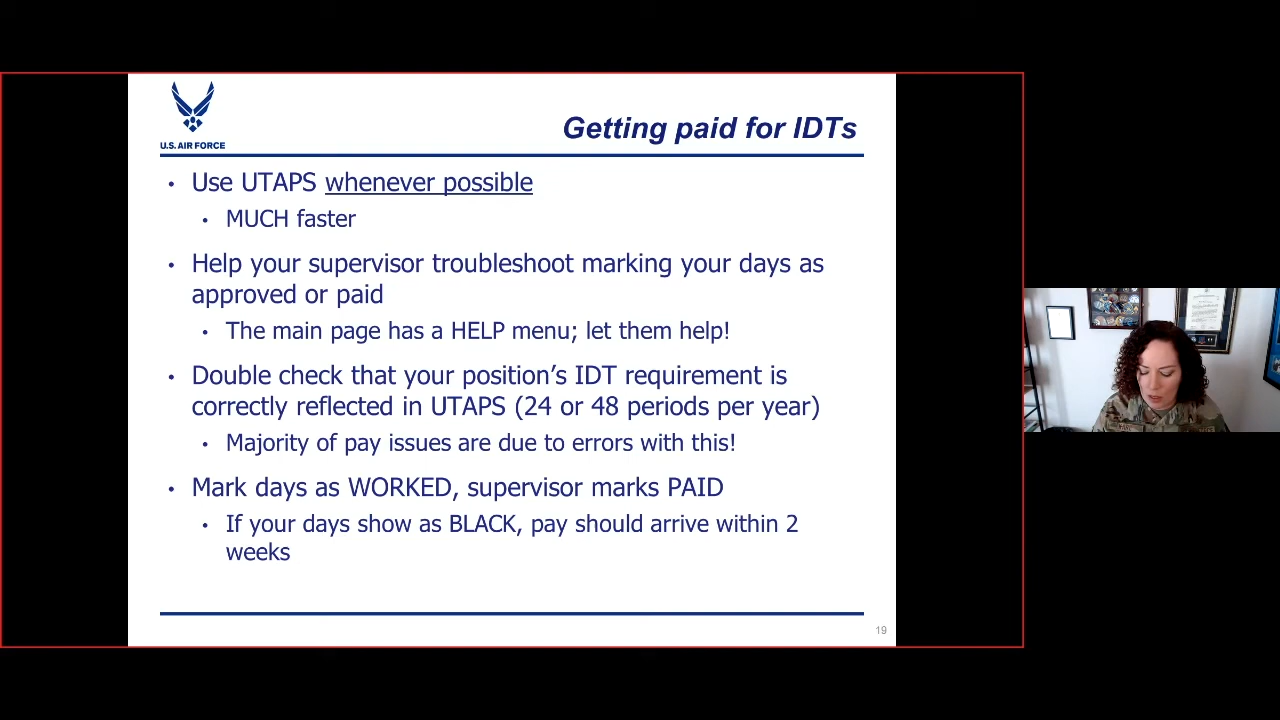 U.S. AIR FORCE
Getting paid for IDTs
• Use UTAPS whenever possible
• MUCH faster
• Help your supervisor troubleshoot marking your days as
approved or paid
• The main page has a HELP menu; let them help!
• Double check that your position’s IDT requirement is
correctly reflected in UTAPS (24 or 48 periods per year)
• Majority of pay issues are due to errors with this!
• Mark days as WORKED, supervisor marks PAID
• If your days show as BLACK, pay should arrive within 2
weeks
19